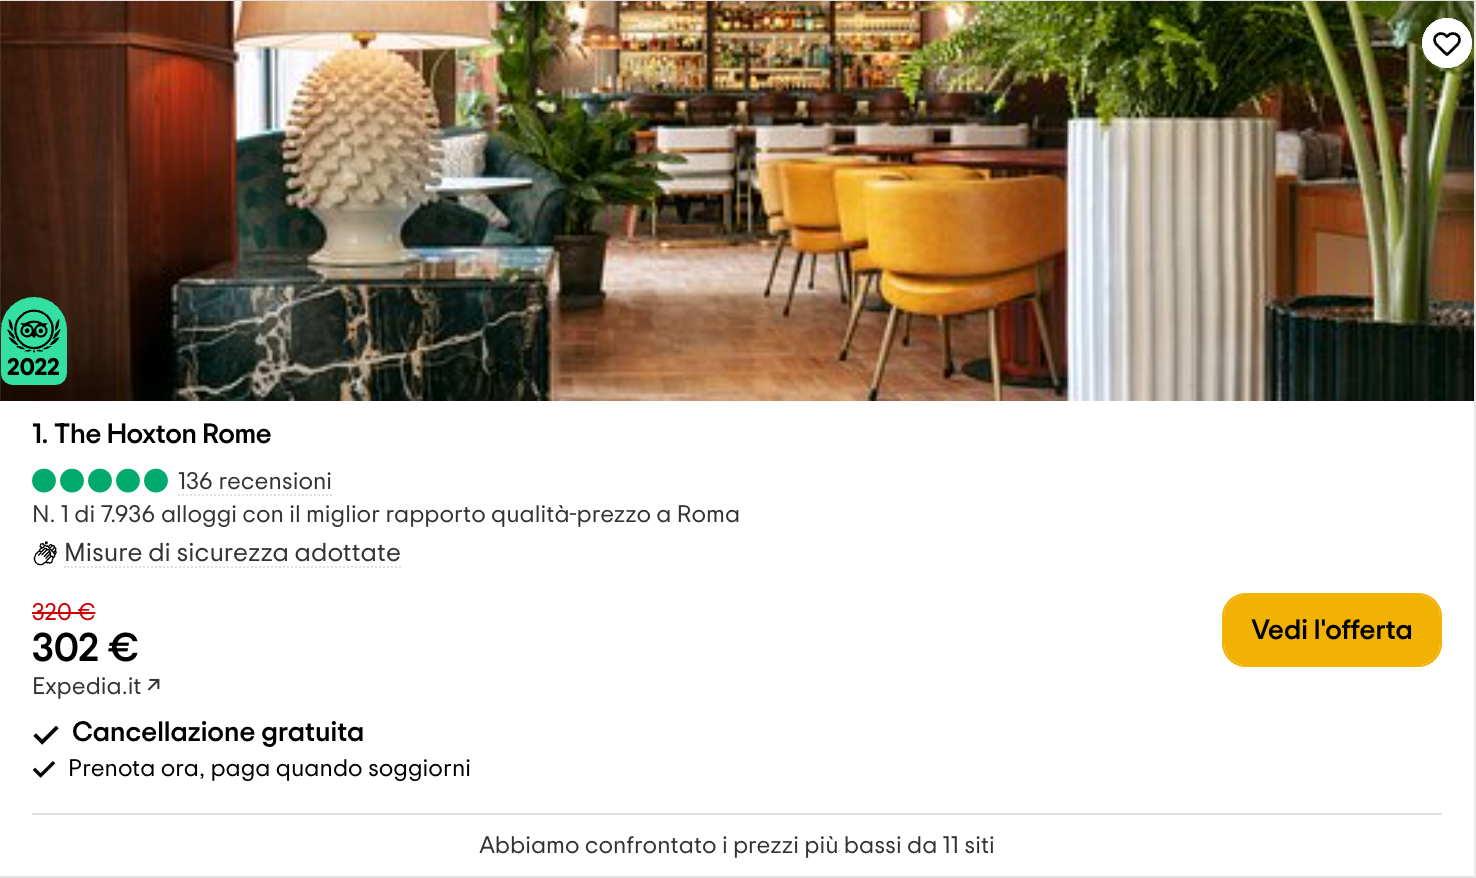 2022
1. The Hoxton Rome
136 recensioni
N. 1 di 7.936 alloggi con il miglior rapporto qualità-prezzo a Roma
Misure di sicurezza adottate
320 €
302 €
Expedia.it
Vedi l'offerta
Cancellazione gratuita
Prenota ora, paga quando soggiorni
Abbiamo confrontato i prezzi più bassi da 11 siti